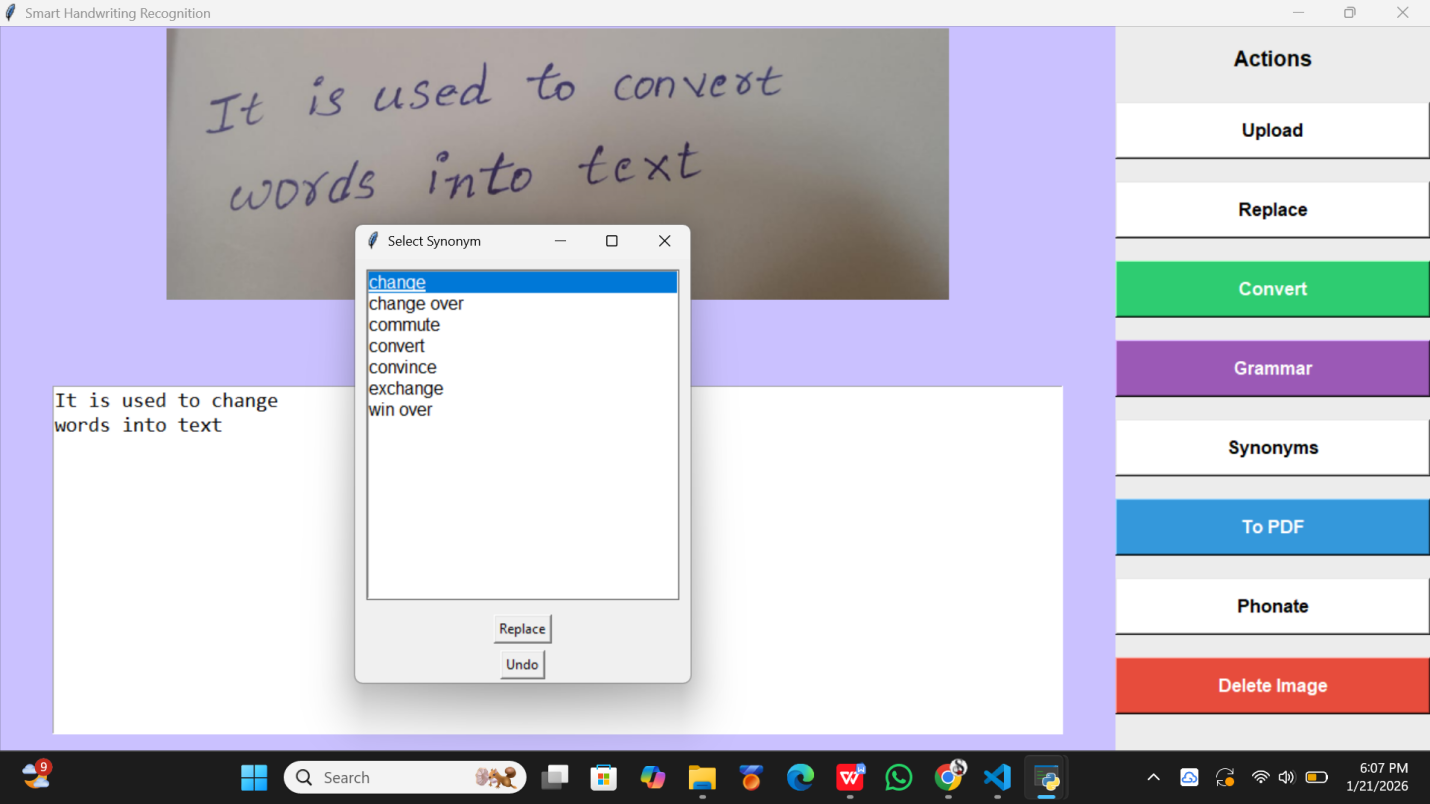 Smart Handwriting Recognition
It is used to convert
words into text
Select Synonym
change
change over
commute
convert
convince
exchange
win over
Replace
Undo
It is used to change
words into text
Actions
Upload
Replace
Convert
Grammar
Synonyms
To PDF
Phonate
Delete Image
9
Search
W
6:07 PM
1/21/2026